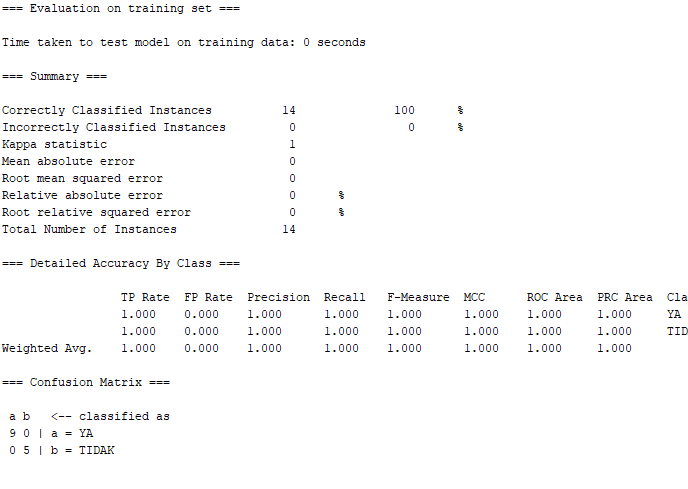 === Evaluation on training set ===
Time taken to test model on training data: 0 seconds
=== Summary ===
Correctly Classified Instances 14 100 %
Incorrectly Classified Instances 0 0 %
Kappa statistic 1
Mean absolute error 0
Root mean squared error 0
Relative absolute error 0 %
Root relative squared error 0 %
Total Number of Instances 14
=== Detailed Accuracy By Class ===
TP Rate FP Rate Precision Recall F-Measure MCC ROC Area PRC Area Cla
1.000 0.000 1.000 1.000 1.000 1.000 1.000 1.000 YA
1.000 0.000 1.000 1.000 1.000 1.000 1.000 1.000 TID
Weighted Avg. 1.000 0.000 1.000 1.000 1.000 1.000 1.000 1.000
=== Confusion Matrix ===
a b <-- classified as
9 0 | a = YA
0 5 | b = TIDAK